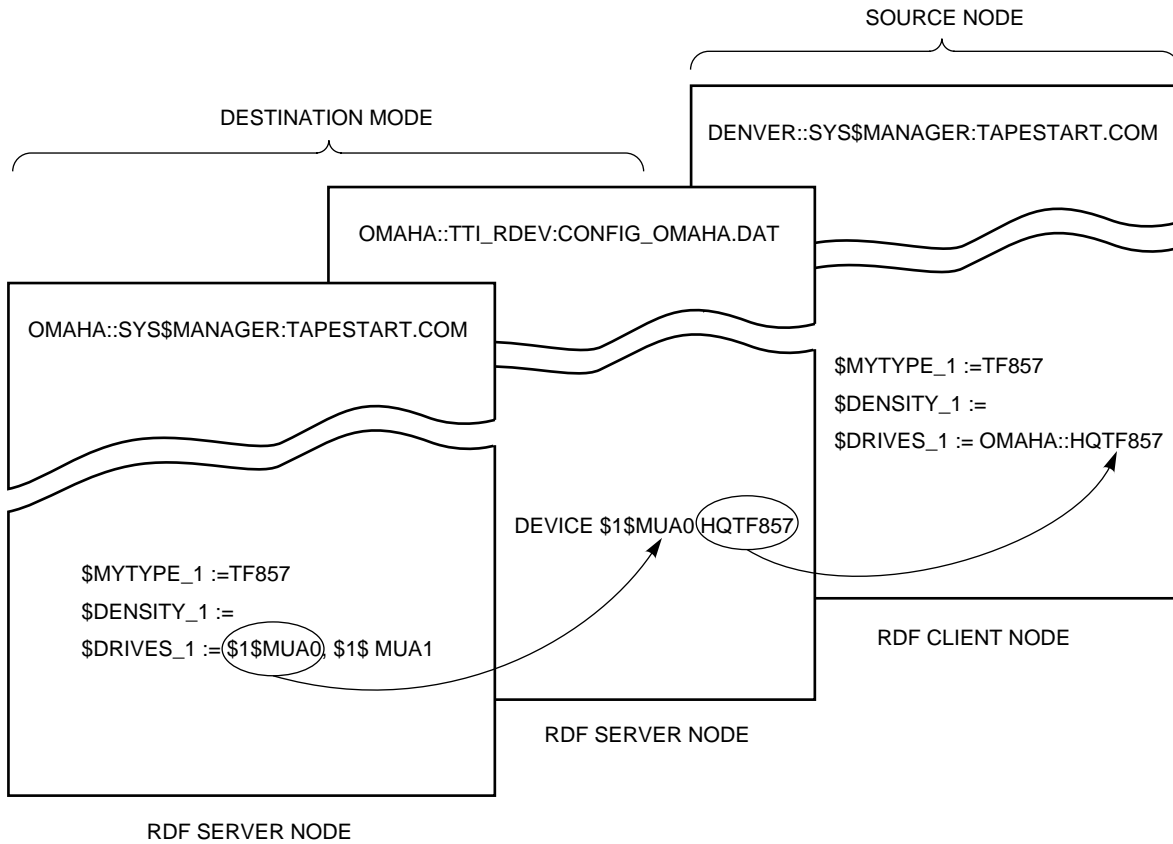 SOURCE NODE
DESTINATION MODE
DENVER::SYS$MANAGER:TAPESTART.COM
OMAHA::TTI_RDEV:CONFIG_OMAHA.DAT
OMAHA::SYS$MANAGER:TAPESTART.COM
$MYTYPE_1 :=TF857
$DENSITY_1 :=
$DRIVES_1 := OMAHA::HQTF857
DEVICE $1$MUA0 HQTF857
$MYTYPE_1 :=TF857
$DENSITY_1 :=
$DRIVES_1 := $1$MUA0, $1$ MUA1
RDF CLIENT NODE
RDF SERVER NODE
RDF SERVER NODE